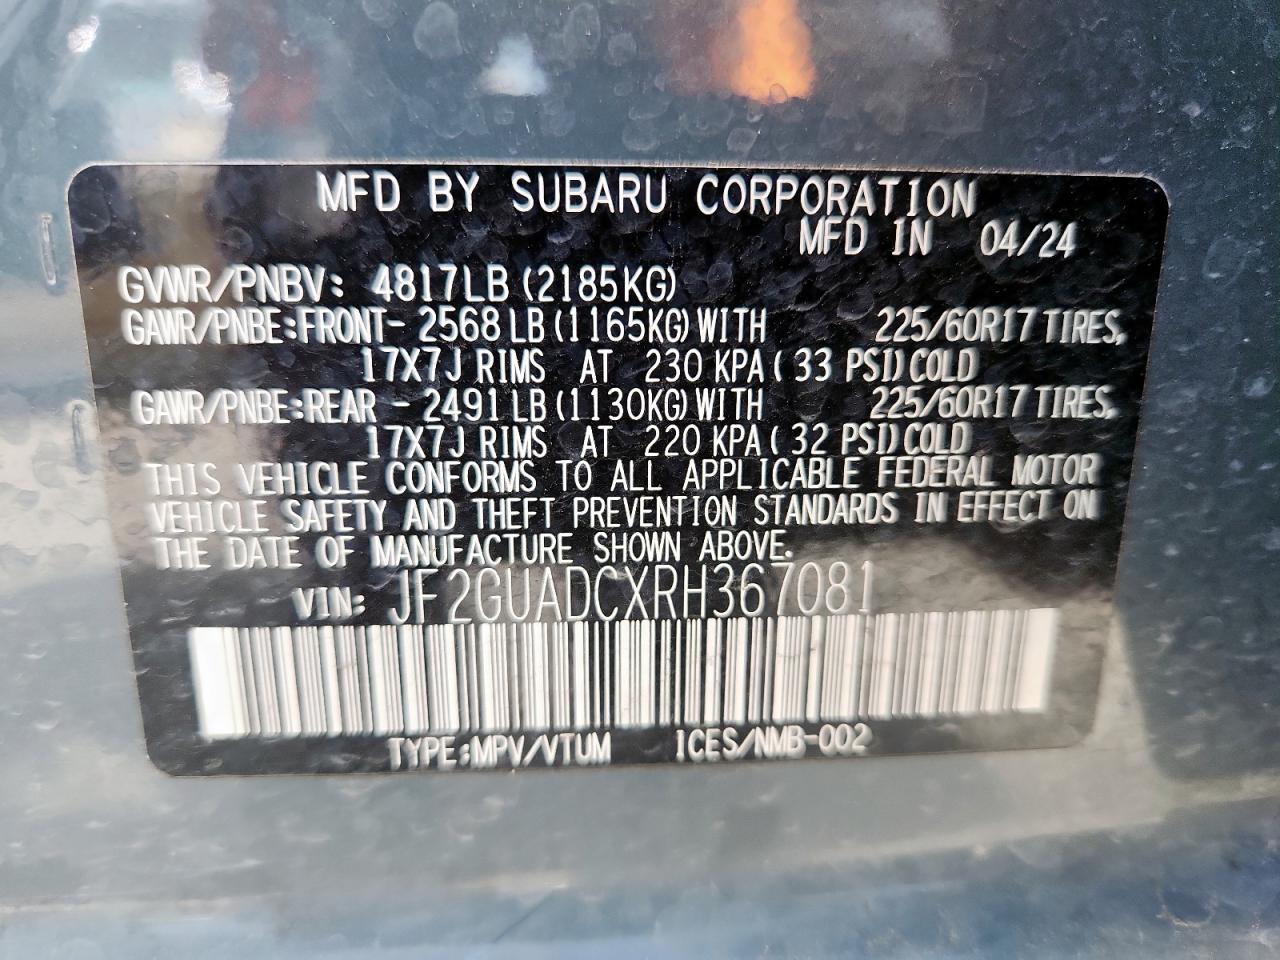 MFD BY SUBARU CORPORATION
MFD IN 04/24
GVWR/PNBV: 4817LB (2185KG)
GAWR/PNBE:FRONT- 2568 LB (1165KG) WITH 225/60R17 TIRES,
17X7J RIMS AT 230 KPA ( 33 PSI) COLD
GAWR/PNBE:REAR - 2491 LB (1130KG) WITH 225/60R17 TIRES,
17X7J RIMS AT 220 KPA ( 32 PSI) COLD
THIS VEHICLE CONFORMS TO ALL APPLICABLE FEDERAL MOTOR
VEHICLE SAFETY AND THEFT PREVENTION STANDARDS IN EFFECT ON
THE DATE OF MANUFACTURE SHOWN ABOVE.
VIN: JF2GUADCXRH367081
TYPE:MPV/VTUM ICES/NMB-002